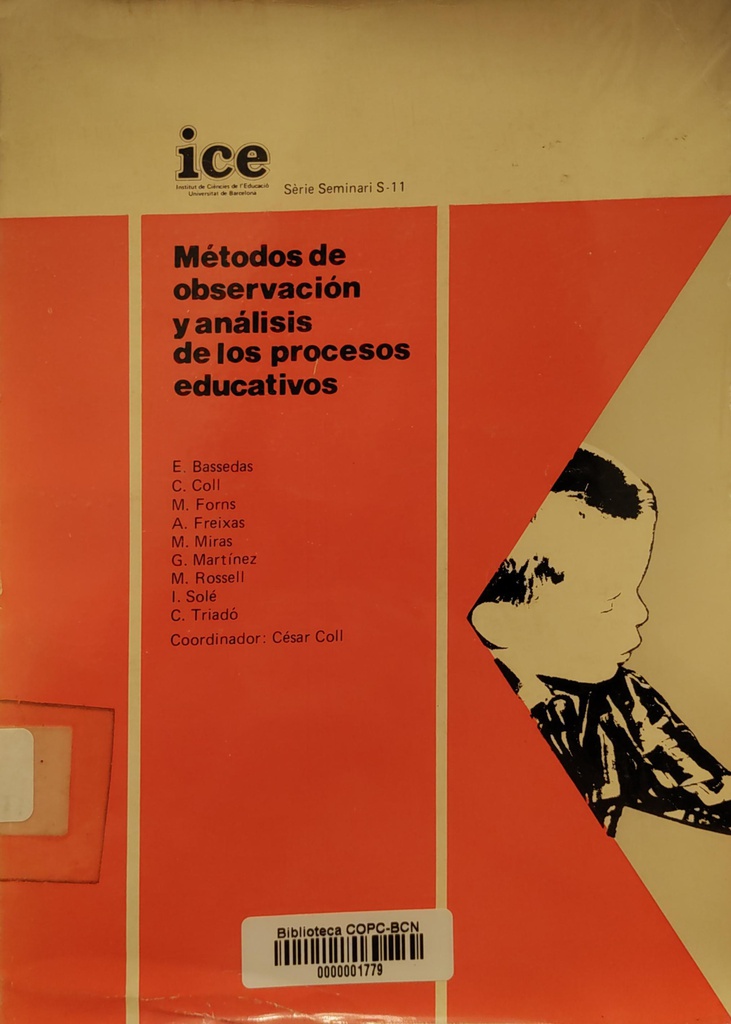 ice
Institut de Ciències de l'Educació
Universitat de Barcelona
Sèrie Seminari S-11
Métodos de
observación
y análisis
de los procesos
educativos
E. Bassedas
C. Coll
M. Forns
A. Freixas
M. Miras
G. Martínez
M. Rossell
I. Solé
C. Triadó
Coordinador: César Coll
Biblioteca COPC-BCN
0000001779